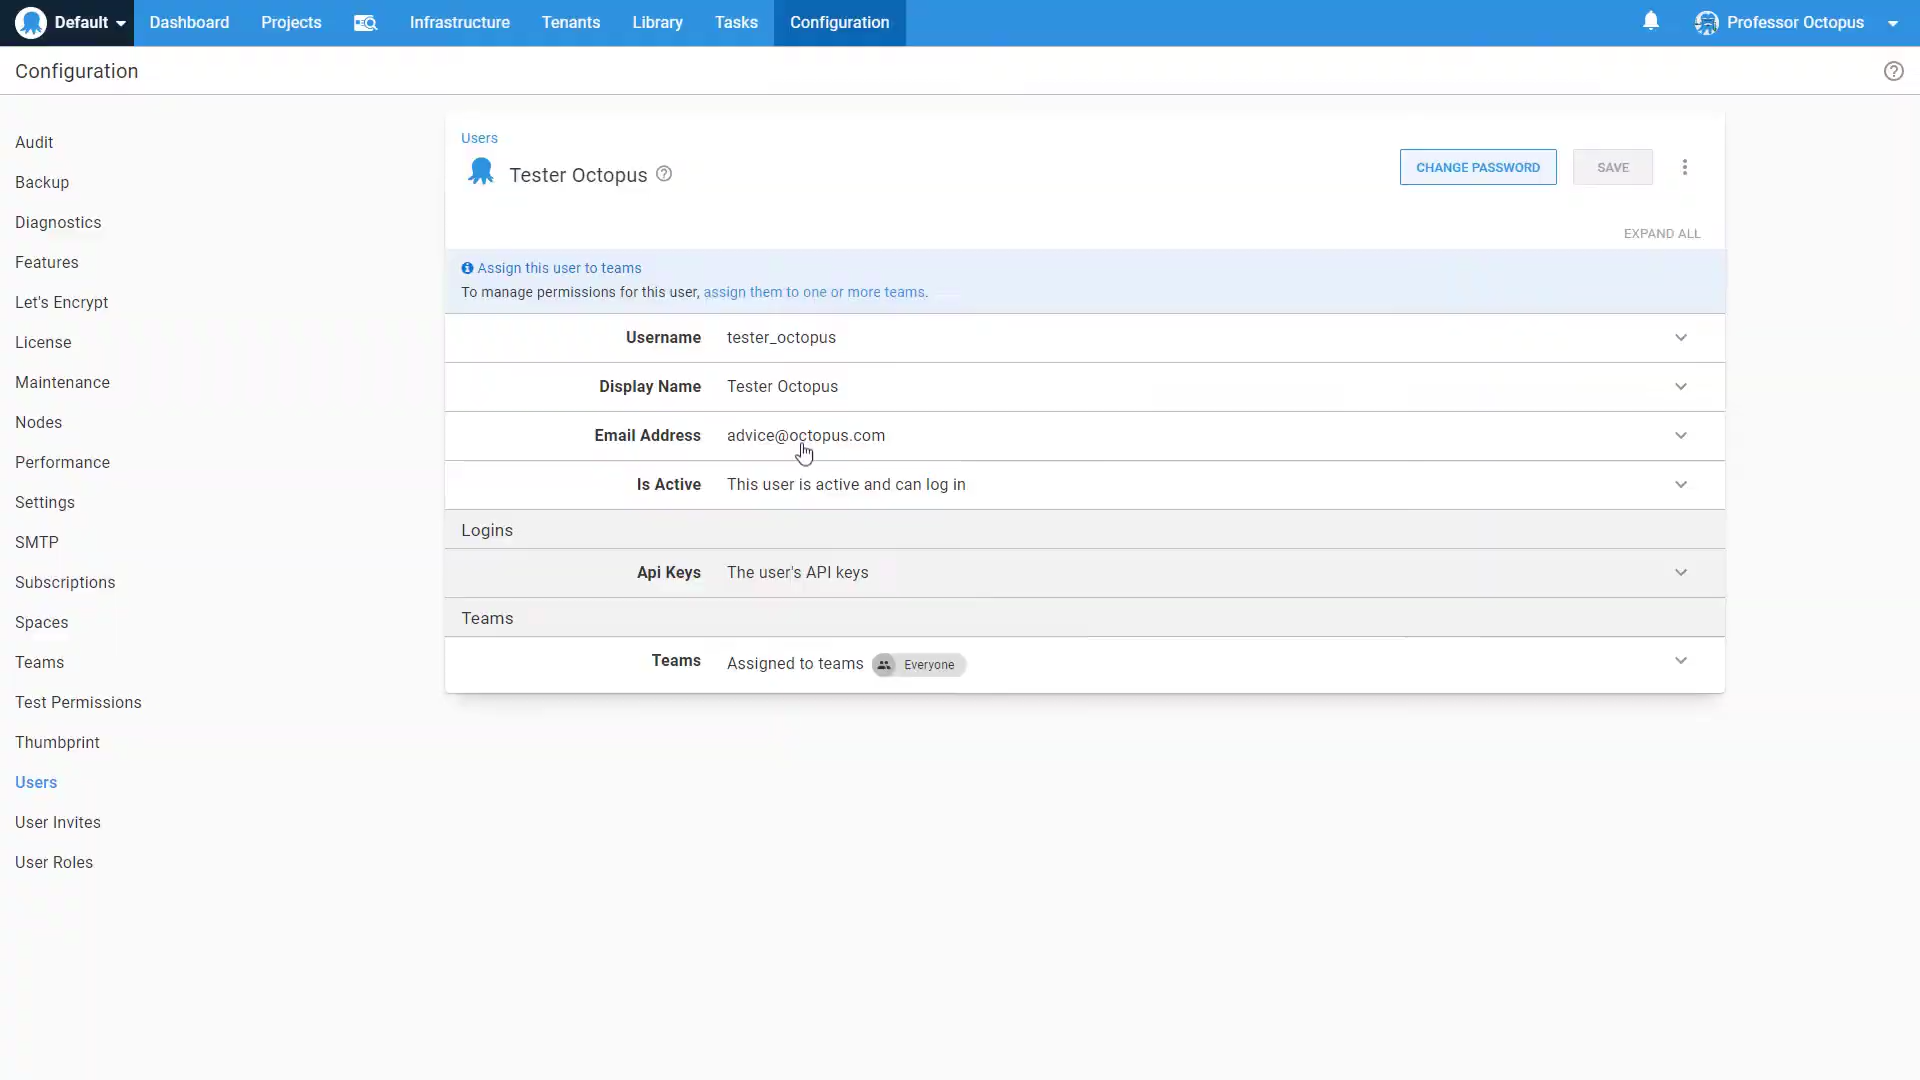 Default Dashboard Projects Infrastructure Tenants Library Tasks Configuration Professor Octopus
Configuration
Audit
Backup
Diagnostics
Features
Let's Encrypt
License
Maintenance
Nodes
Performance
Settings
SMTP
Subscriptions
Spaces
Teams
Test Permissions
Thumbprint
Users
User Invites
User Roles
Users
Tester Octopus
CHANGE PASSWORD SAVE
EXPAND ALL
Assign this user to teams
To manage permissions for this user, assign them to one or more teams.
Username tester_octopus
Display Name Tester Octopus
Email Address advice@octopus.com
Is Active This user is active and can log in
Logins
Api Keys The user's API keys
Teams
Teams Assigned to teams Everyone